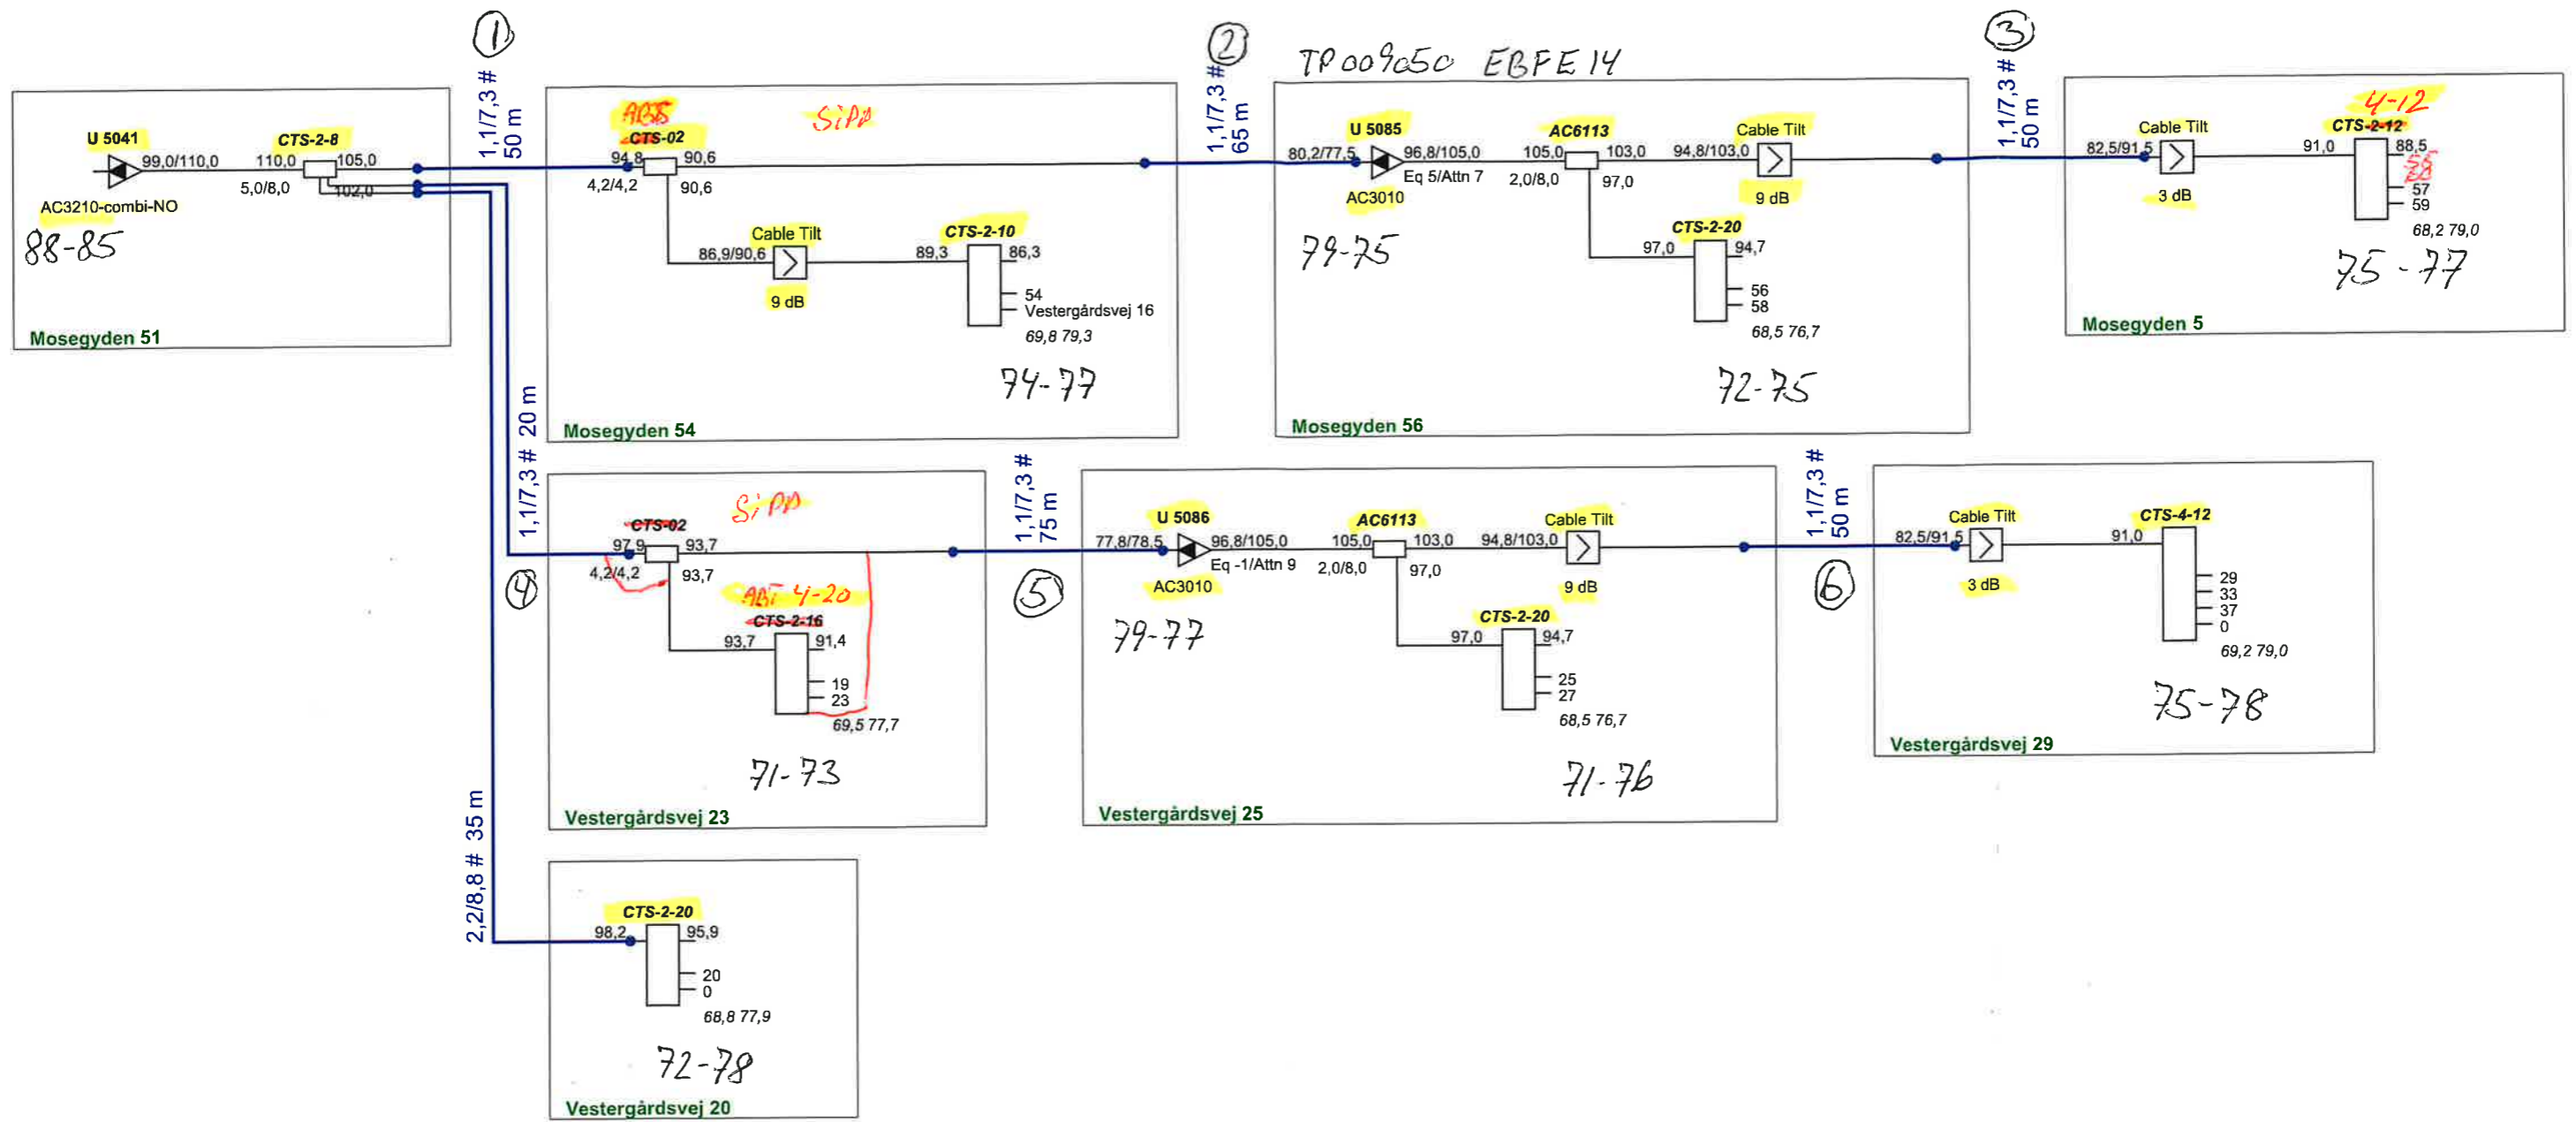 ①
1,1/7,3 #
50 m
②
1,1/7,3 #
65 m
TP009050 EBFE14
③
1,1/7,3 #
50 m
U 5041
99,0/110,0
AC3210-combi-NO
88-85
CTS-2-8
110,0
105,0
5,0/8,0
102,0
Mosegyden 51
SiPP
CTS-02
94,8
90,6
4,2/4,2
90,6
Cable Tilt
86,9/90,6
9 dB
CTS-2-10
89,3
86,3
54
Vestergårdsvej 16
69,8 79,3
74-77
Mosegyden 54
80,2/77,5
U 5085
96,8/105,0
Eq 5/Attn 7
AC3010
79-75
AC6113
105,0
103,0
2,0/8,0
97,0
Cable Tilt
94,8/103,0
9 dB
CTS-2-20
97,0
94,7
56
58
68,5 76,7
72-75
Mosegyden 56
Cable Tilt
82,5/91,5
3 dB
4-12
CTS-2-12
91,0
88,5
57
59
68,2 79,0
75-77
Mosegyden 5
1,1/7,3 # 20 m
④
SiPP
CTS-02
97,9
93,7
4,2/4,2
93,7
ABT 4-20
CTS-2-16
93,7
91,4
19
23
69,5 77,7
71-73
Vestergårdsvej 23
1,1/7,3 #
75 m
⑤
77,8/78,5
U 5086
96,8/105,0
Eq -1/Attn 9
AC3010
79-77
AC6113
105,0
103,0
2,0/8,0
97,0
Cable Tilt
94,8/103,0
9 dB
CTS-2-20
97,0
94,7
25
27
68,5 76,7
71-76
Vestergårdsvej 25
1,1/7,3 #
50 m
⑥
Cable Tilt
82,5/91,5
3 dB
CTS-4-12
91,0
29
33
37
0
69,2 79,0
75-78
Vestergårdsvej 29
2,2/8,8 # 35 m
CTS-2-20
98,2
95,9
20
0
68,8 77,9
72-78
Vestergårdsvej 20